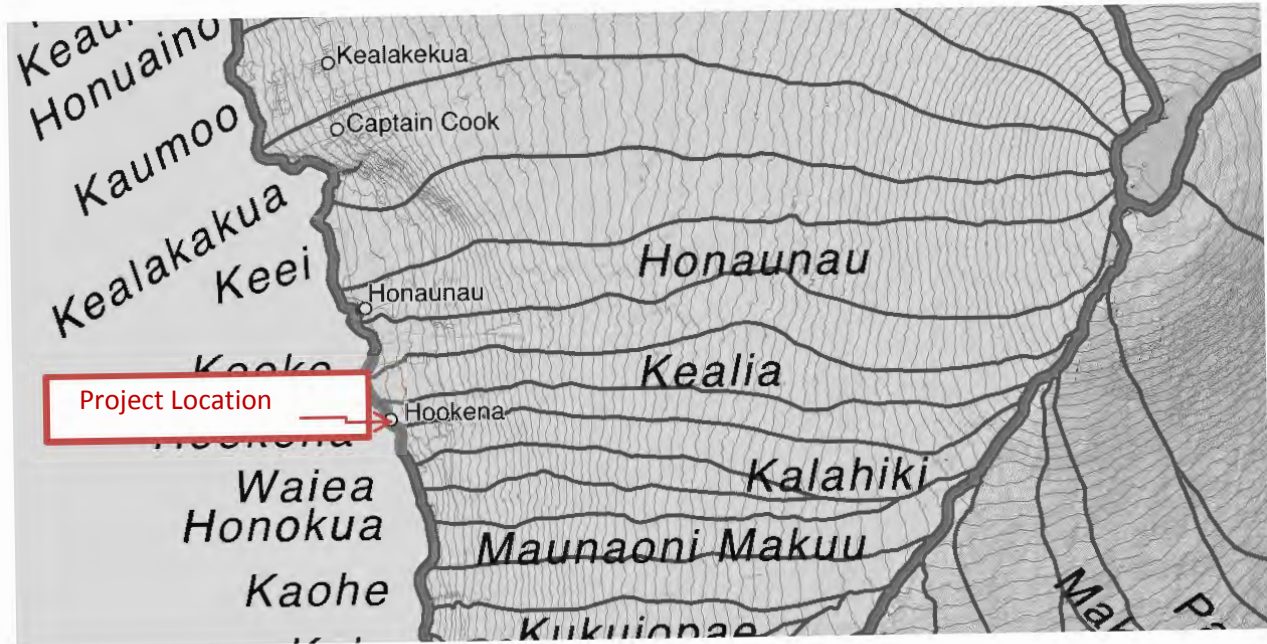 Honuaino
Kealakekua
Kaumoo
Captain Cook
Kealakakua
Keei
Honaunau
Honaunau
Kealia
Project Location
Hookena
Kalahiki
Waiea
Honokua
Maunaoni Makuu
Kaohe